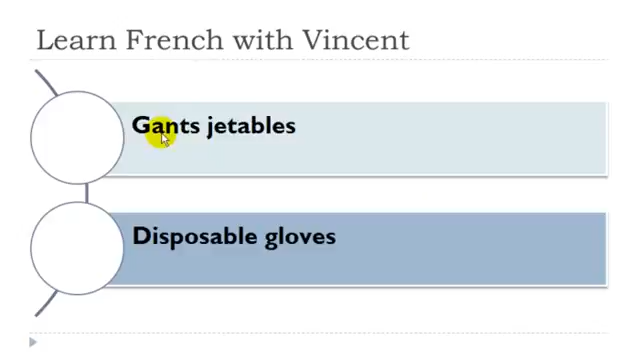 Learn French with Vincent
Gants jetables
Disposable gloves